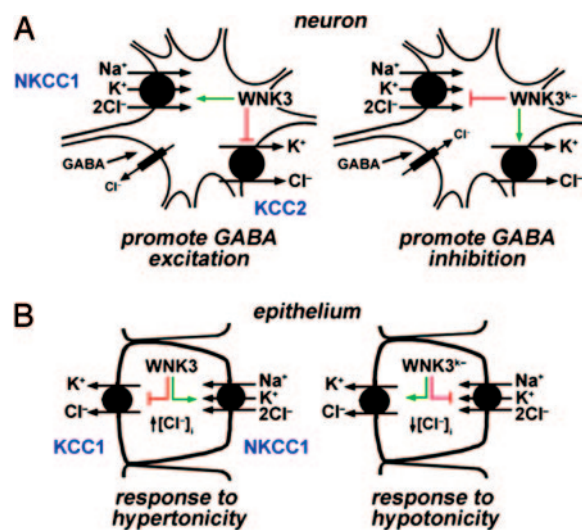 A
neuron
NKCC1
Na⁺
K⁺
2Cl⁻
WNK3
GABA
Cl⁻
K⁺
Cl⁻
KCC2
promote GABA
excitation
Na⁺
K⁺
2Cl⁻
WNK3ᵏ⁻
GABA
Cl⁻
K⁺
Cl⁻
promote GABA
inhibition
B
epithelium
K⁺
Cl⁻
KCC1
WNK3
↑[Cl⁻]ᵢ
Na⁺
K⁺
2Cl⁻
NKCC1
response to
hypertonicity
K⁺
Cl⁻
WNK3ᵏ⁻
↓[Cl⁻]ᵢ
Na⁺
K⁺
2Cl⁻
response to
hypotonicity